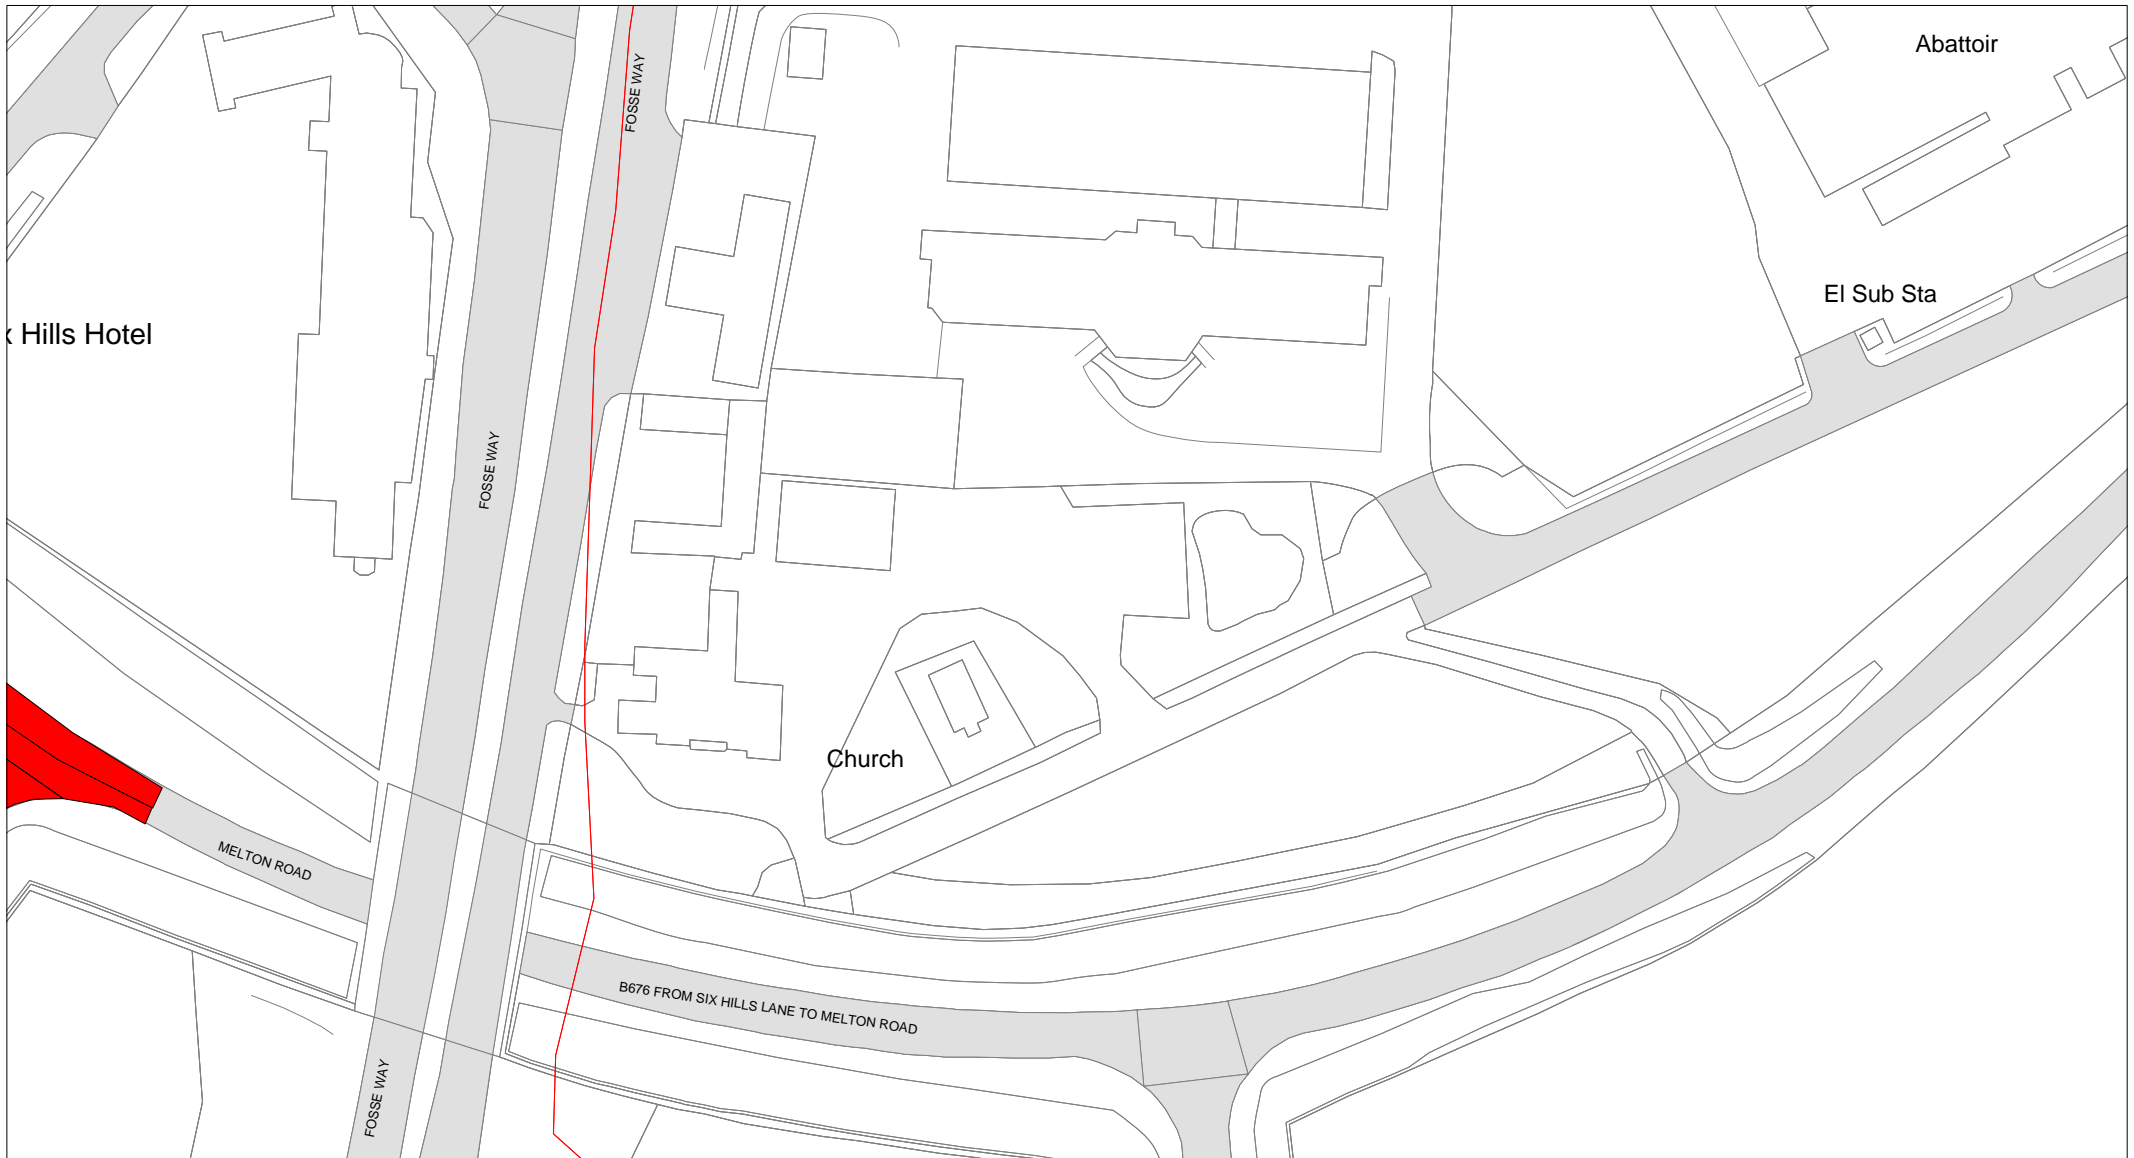 Abattoir
FOSSE WAY
El Sub Sta
Hills Hotel
FOSSE WAY
Church
MELTON ROAD
B676 FROM SIX HILLS LANE TO MELTON ROAD
FOSSE WAY